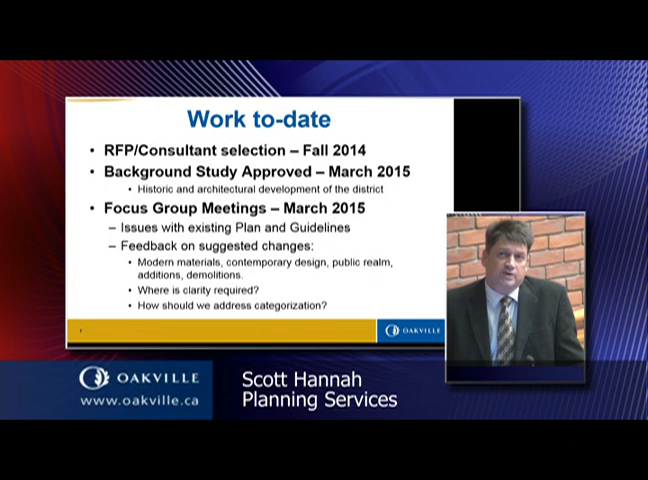 Work to-date
• RFP/Consultant selection – Fall 2014
• Background Study Approved – March 2015
• Historic and architectural development of the district
• Focus Group Meetings – March 2015
– Issues with existing Plan and Guidelines
– Feedback on suggested changes:
• Modern materials, contemporary design, public realm,
additions, demolitions.
• Where is clarity required?
• How should we address categorization?
OAKVILLE
OAKVILLE
www.oakville.ca
Scott Hannah
Planning Services